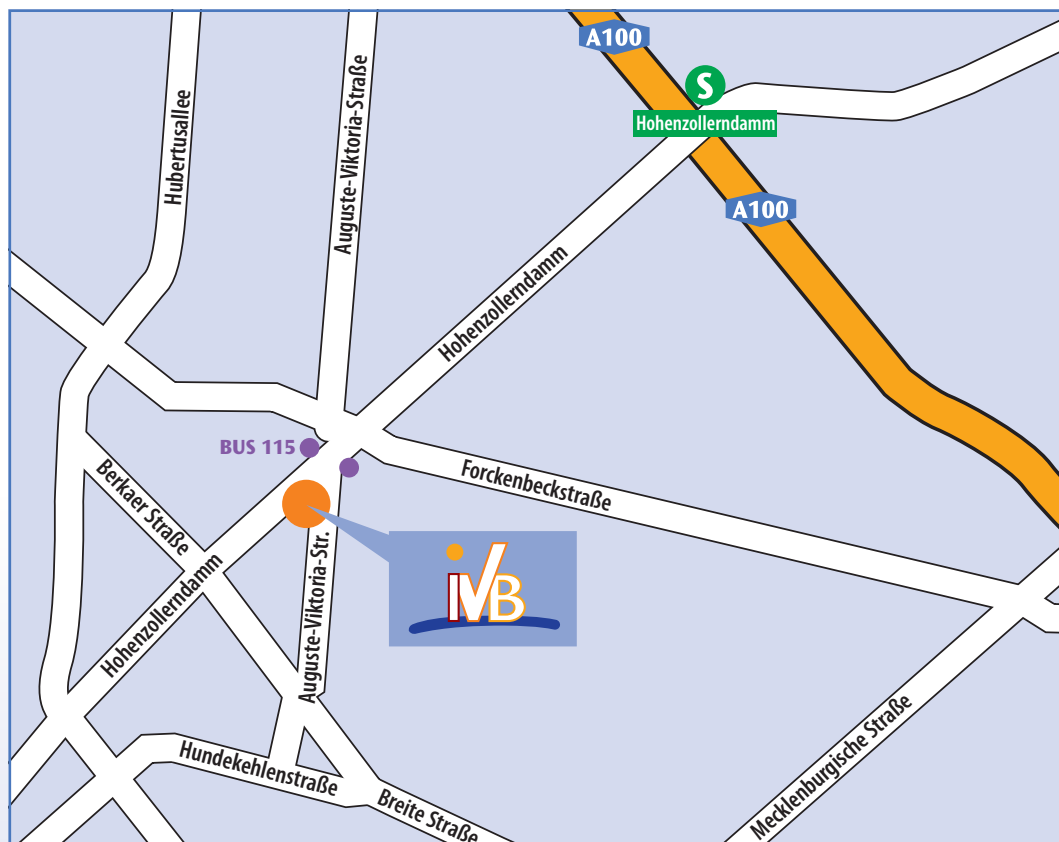 A100
S
Hohenzollerndamm
Hubertusallee
Auguste-Viktoria-Straße
A100
Hohenzollerndamm
BUS 115
Forckenbeckstraße
Berkaer Straße
Auguste-Viktoria-Str.
iVB
Hohenzollerndamm
Hundekehlenstraße
Breite Straße
Mecklenburgische Straße